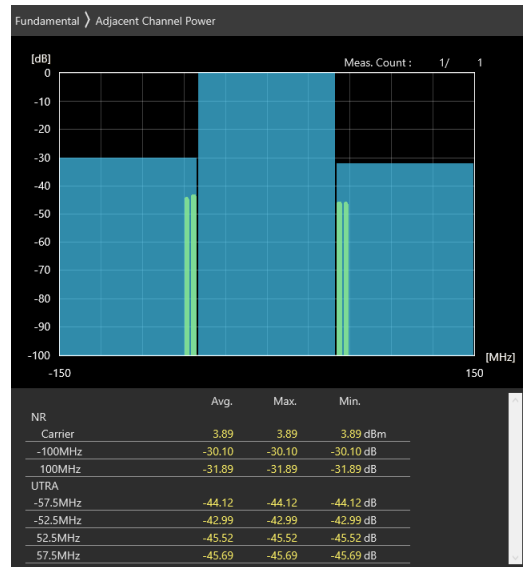 Fundamental ❭ Adjacent Channel Power
[dB]
Meas. Count : 1/ 1
0
-10
-20
-30
-40
-50
-60
-70
-80
-90
-100
[MHz]
-150 150
Avg. Max. Min.
NR
Carrier 3.89 3.89 3.89 dBm
-100MHz -30.10 -30.10 -30.10 dB
100MHz -31.89 -31.89 -31.89 dB
UTRA
-57.5MHz -44.12 -44.12 -44.12 dB
-52.5MHz -42.99 -42.99 -42.99 dB
52.5MHz -45.52 -45.52 -45.52 dB
57.5MHz -45.69 -45.69 -45.69 dB